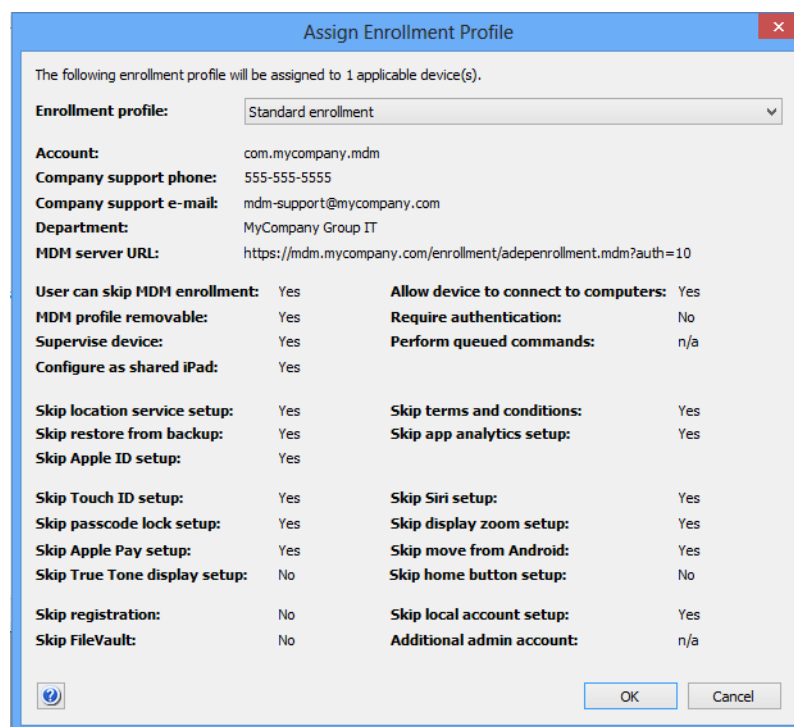 Assign Enrollment Profile
The following enrollment profile will be assigned to 1 applicable device(s).
Enrollment profile: Standard enrollment
Account: com.mycompany.mdm
Company support phone: 555-555-5555
Company support e-mail: mdm-support@mycompany.com
Department: MyCompany Group IT
MDM server URL: https://mdm.mycompany.com/enrollment/adepenrollment.mdm?auth=10
User can skip MDM enrollment: Yes Allow device to connect to computers: Yes
MDM profile removable: Yes Require authentication: No
Supervise device: Yes Perform queued commands: n/a
Configure as shared iPad: Yes
Skip location service setup: Yes Skip terms and conditions: Yes
Skip restore from backup: Yes Skip app analytics setup: Yes
Skip Apple ID setup: Yes
Skip Touch ID setup: Yes Skip Siri setup: Yes
Skip passcode lock setup: Yes Skip display zoom setup: Yes
Skip Apple Pay setup: Yes Skip move from Android: Yes
Skip True Tone display setup: No Skip home button setup: No
Skip registration: No Skip local account setup: Yes
Skip FileVault: No Additional admin account: n/a
OK Cancel